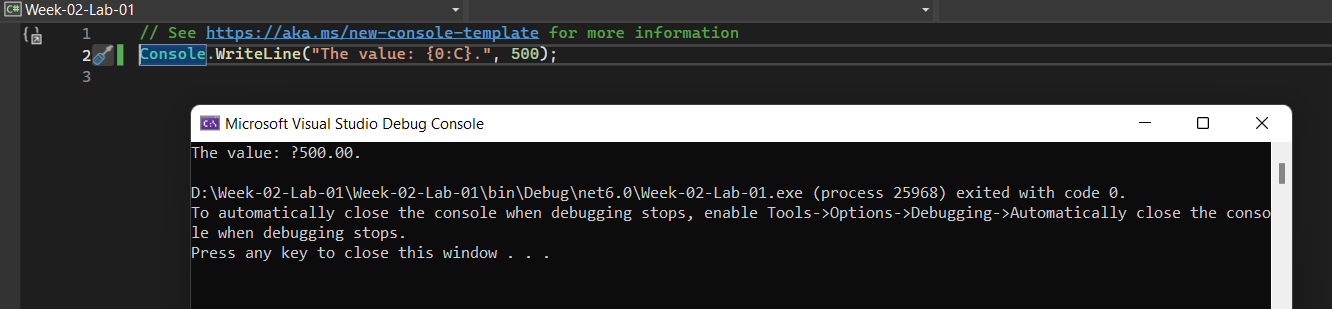 C# Week-02-Lab-01
1 // See https://aka.ms/new-console-template for more information
2 Console.WriteLine("The value: {0:C}.", 500);
3
C:\ Microsoft Visual Studio Debug Console
The value: ?500.00.
D:\Week-02-Lab-01\Week-02-Lab-01\bin\Debug\net6.0\Week-02-Lab-01.exe (process 25968) exited with code 0.
To automatically close the console when debugging stops, enable Tools->Options->Debugging->Automatically close the conso
le when debugging stops.
Press any key to close this window . . .